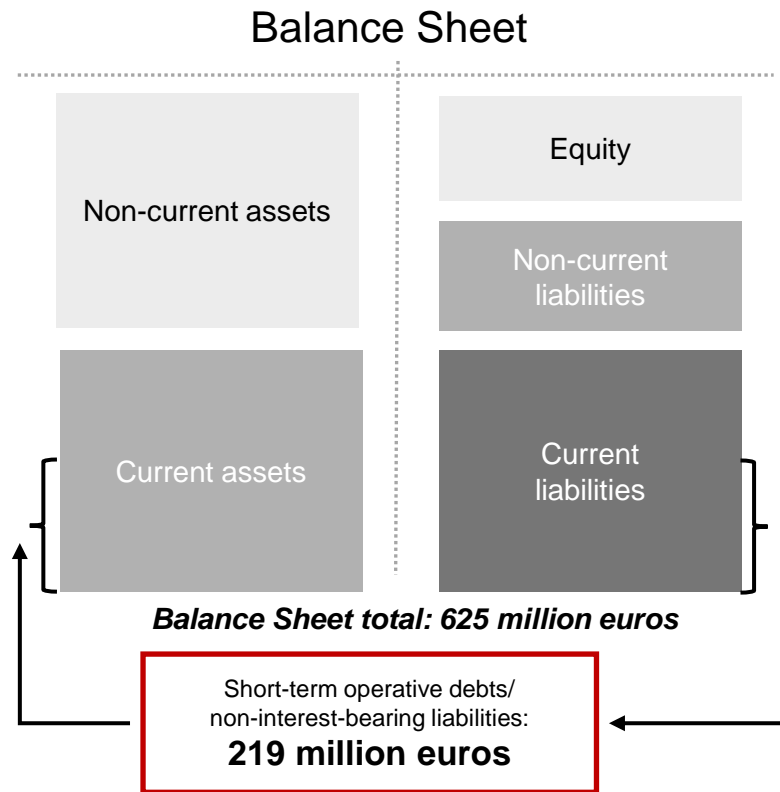 Balance Sheet
Non-current assets
Equity
Non-current
liabilities
Current assets
Current
liabilities
Balance Sheet total: 625 million euros
Short-term operative debts/
non-interest-bearing liabilities:
219 million euros